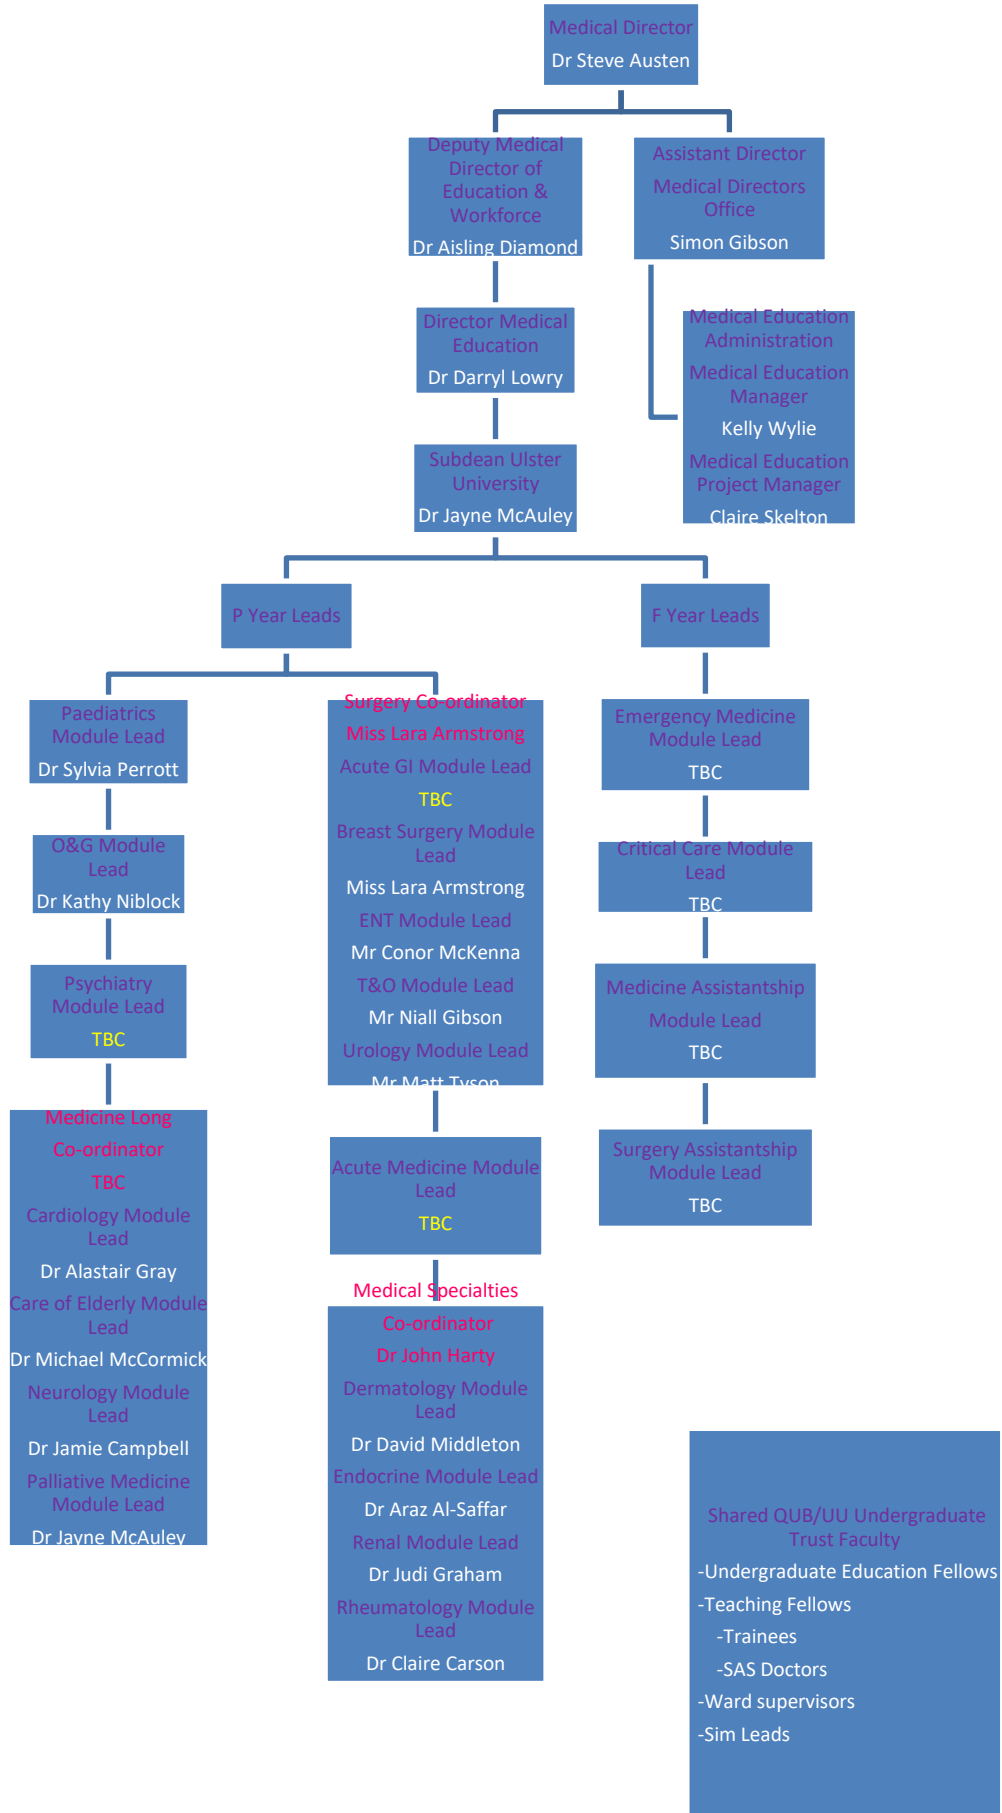 Medical Director
Dr Steve Austen
Deputy Medical
Director of
Education &
Workforce
Dr Aisling Diamond
Assistant Director
Medical Directors
Office
Simon Gibson
Director Medical
Education
Dr Darryl Lowry
Medical Education
Administration
Medical Education
Manager
Kelly Wylie
Medical Education
Project Manager
Claire Skelton
Subdean Ulster
University
Dr Jayne McAuley
P Year Leads
F Year Leads
Paediatrics
Module Lead
Dr Sylvia Perrott
O&G Module
Lead
Dr Kathy Niblock
Psychiatry
Module Lead
TBC
Medicine Long
Co-ordinator
TBC
Cardiology Module
Lead
Dr Alastair Gray
Care of Elderly Module
Lead
Dr Michael McCormick
Neurology Module
Lead
Dr Jamie Campbell
Palliative Medicine
Module Lead
Dr Jayne McAuley
Surgery Co-ordinator
Miss Lara Armstrong
Acute GI Module Lead
TBC
Breast Surgery Module
Lead
Miss Lara Armstrong
ENT Module Lead
Mr Conor McKenna
T&O Module Lead
Mr Niall Gibson
Urology Module Lead
Mr Matt Tyson
Acute Medicine Module
Lead
TBC
Medical Specialties
Co-ordinator
Dr John Harty
Dermatology Module
Lead
Dr David Middleton
Endocrine Module Lead
Dr Araz Al-Saffar
Renal Module Lead
Dr Judi Graham
Rheumatology Module
Lead
Dr Claire Carson
Emergency Medicine
Module Lead
TBC
Critical Care Module
Lead
TBC
Medicine Assistantship
Module Lead
TBC
Surgery Assistantship
Module Lead
TBC
Shared QUB/UU Undergraduate
Trust Faculty
-Undergraduate Education Fellows
-Teaching Fellows
-Trainees
-SAS Doctors
-Ward supervisors
-Sim Leads